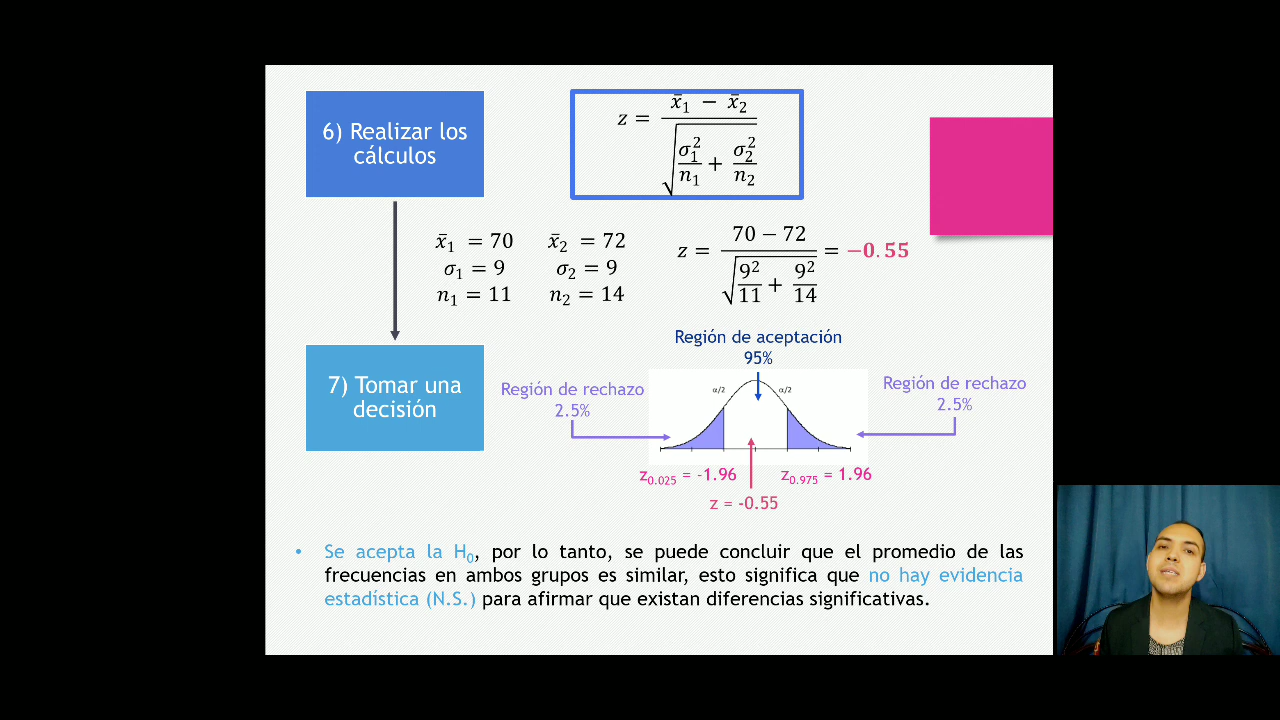 6) Realizar los
cálculos
z = (x̄₁ − x̄₂) / √(σ₁²/n₁ + σ₂²/n₂)
x̄₁ = 70   x̄₂ = 72
σ₁ = 9   σ₂ = 9
n₁ = 11   n₂ = 14
z = (70 − 72) / √(9²/11 + 9²/14) = −0.55
7) Tomar una
decisión
Región de aceptación
95%
Región de rechazo
2.5%
α/2   α/2
Región de rechazo
2.5%
z₀.₀₂₅ = -1.96   z₀.₉₇₅ = 1.96
z = -0.55
• Se acepta la H₀, por lo tanto, se puede concluir que el promedio de las
frecuencias en ambos grupos es similar, esto significa que no hay evidencia
estadística (N.S.) para afirmar que existan diferencias significativas.